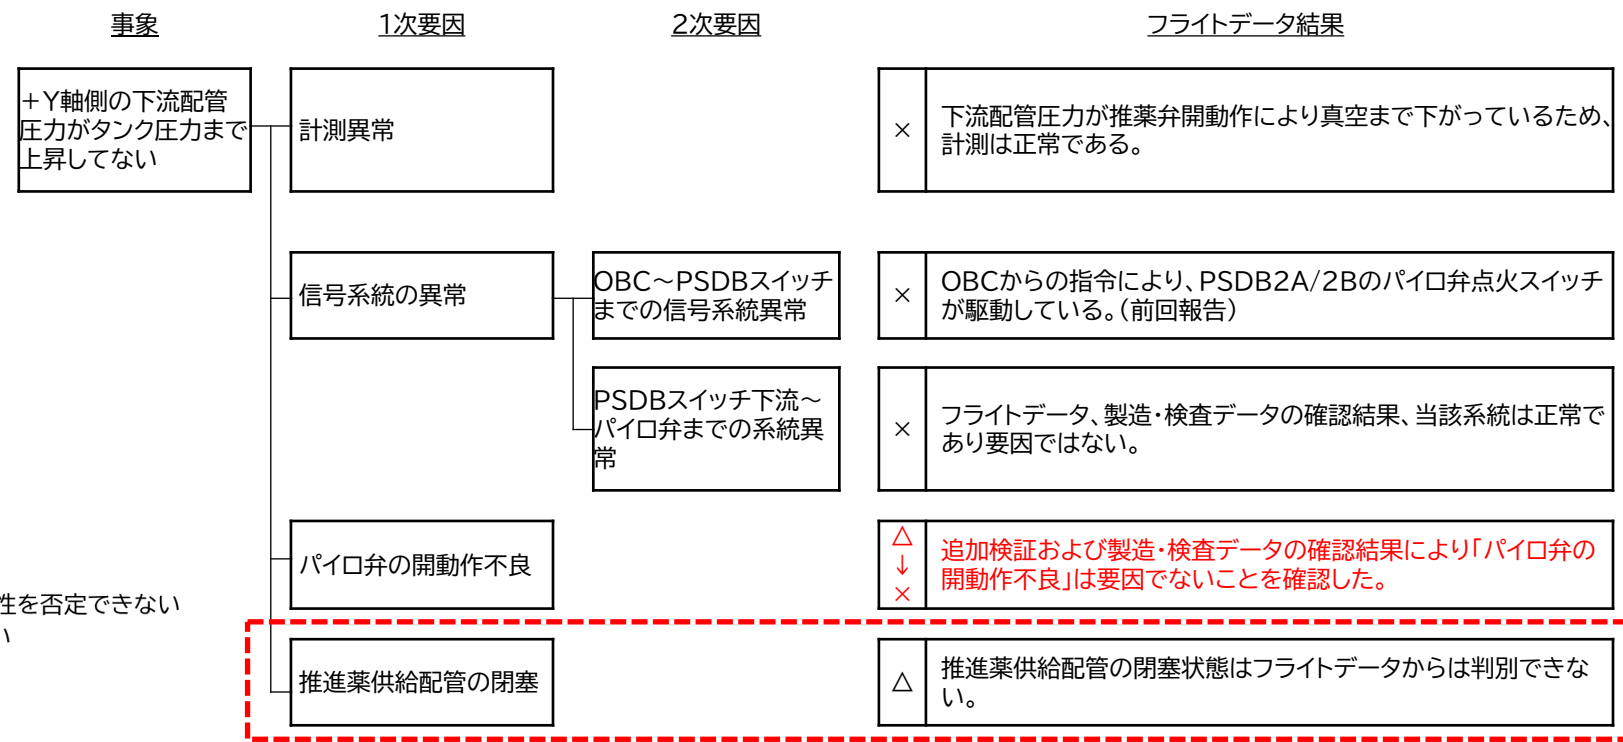 事象
1次要因
2次要因
フライトデータ結果
+Y軸側の下流配管
圧力がタンク圧力まで
上昇してない
計測異常
×
下流配管圧力が推薬弁開動作により真空まで下がっているため、
計測は正常である。
信号系統の異常
OBC～PSDBスイッチ
までの信号系統異常
×
OBCからの指令により、PSDB2A/2Bのパイロ弁点火スイッチ
が駆動している。(前回報告)
PSDBスイッチ下流～
パイロ弁までの系統異
常
×
フライトデータ、製造・検査データの確認結果、当該系統は正常で
あり要因ではない。
パイロ弁の開動作不良
△
↓
×
追加検証および製造・検査データの確認結果により「パイロ弁の
開動作不良」は要因でないことを確認した。
性を否定できない
い
推進薬供給配管の閉塞
△
推進薬供給配管の閉塞状態はフライトデータからは判別できな
い。